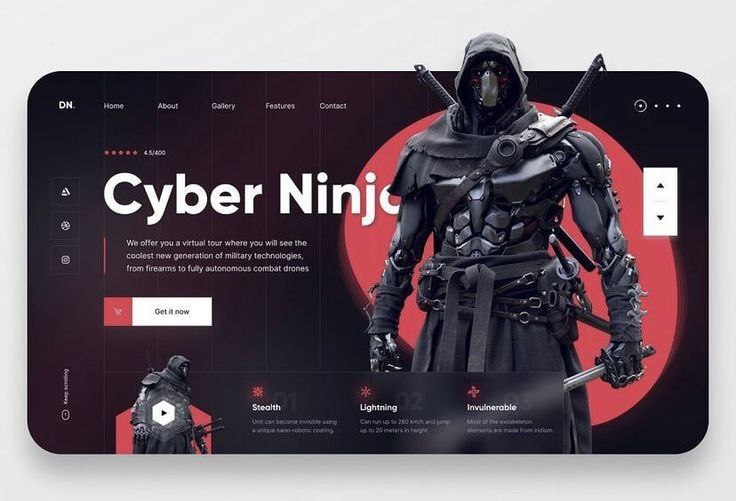 DN.
Home
About
Gallery
Features
Contact
4.5/400
Cyber Ninj
We offer you a virtual tour where you will see the
coolest new generation of military technologies,
from firearms to fully autonomous combat drones
Get it now
Keep scrolling
01
Stealth
Unit can become invisible using
a unique nano-robotic coating.
02
Lightning
Can run up to 260 km/h and jump
up to 20 meters in height.
3
Invulnerable
Most of the exoskeleton
elements are made from Iridium.